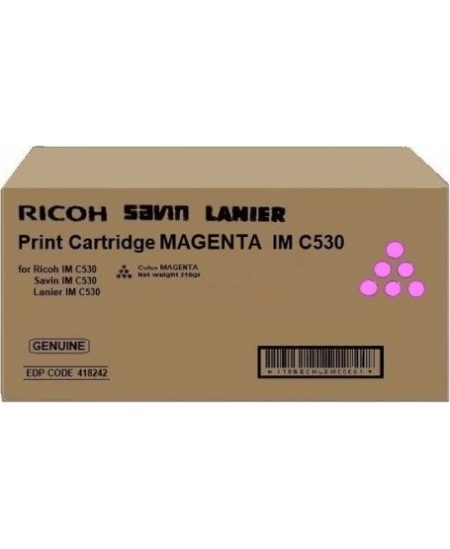 RICOH savin LANIER
Print Cartridge MAGENTA IM C530
for Ricoh IM C530
Savin IM C530
Lanier IM C530
Color MAGENTA
Net weight 216gr
GENUINE
EDP CODE 418242